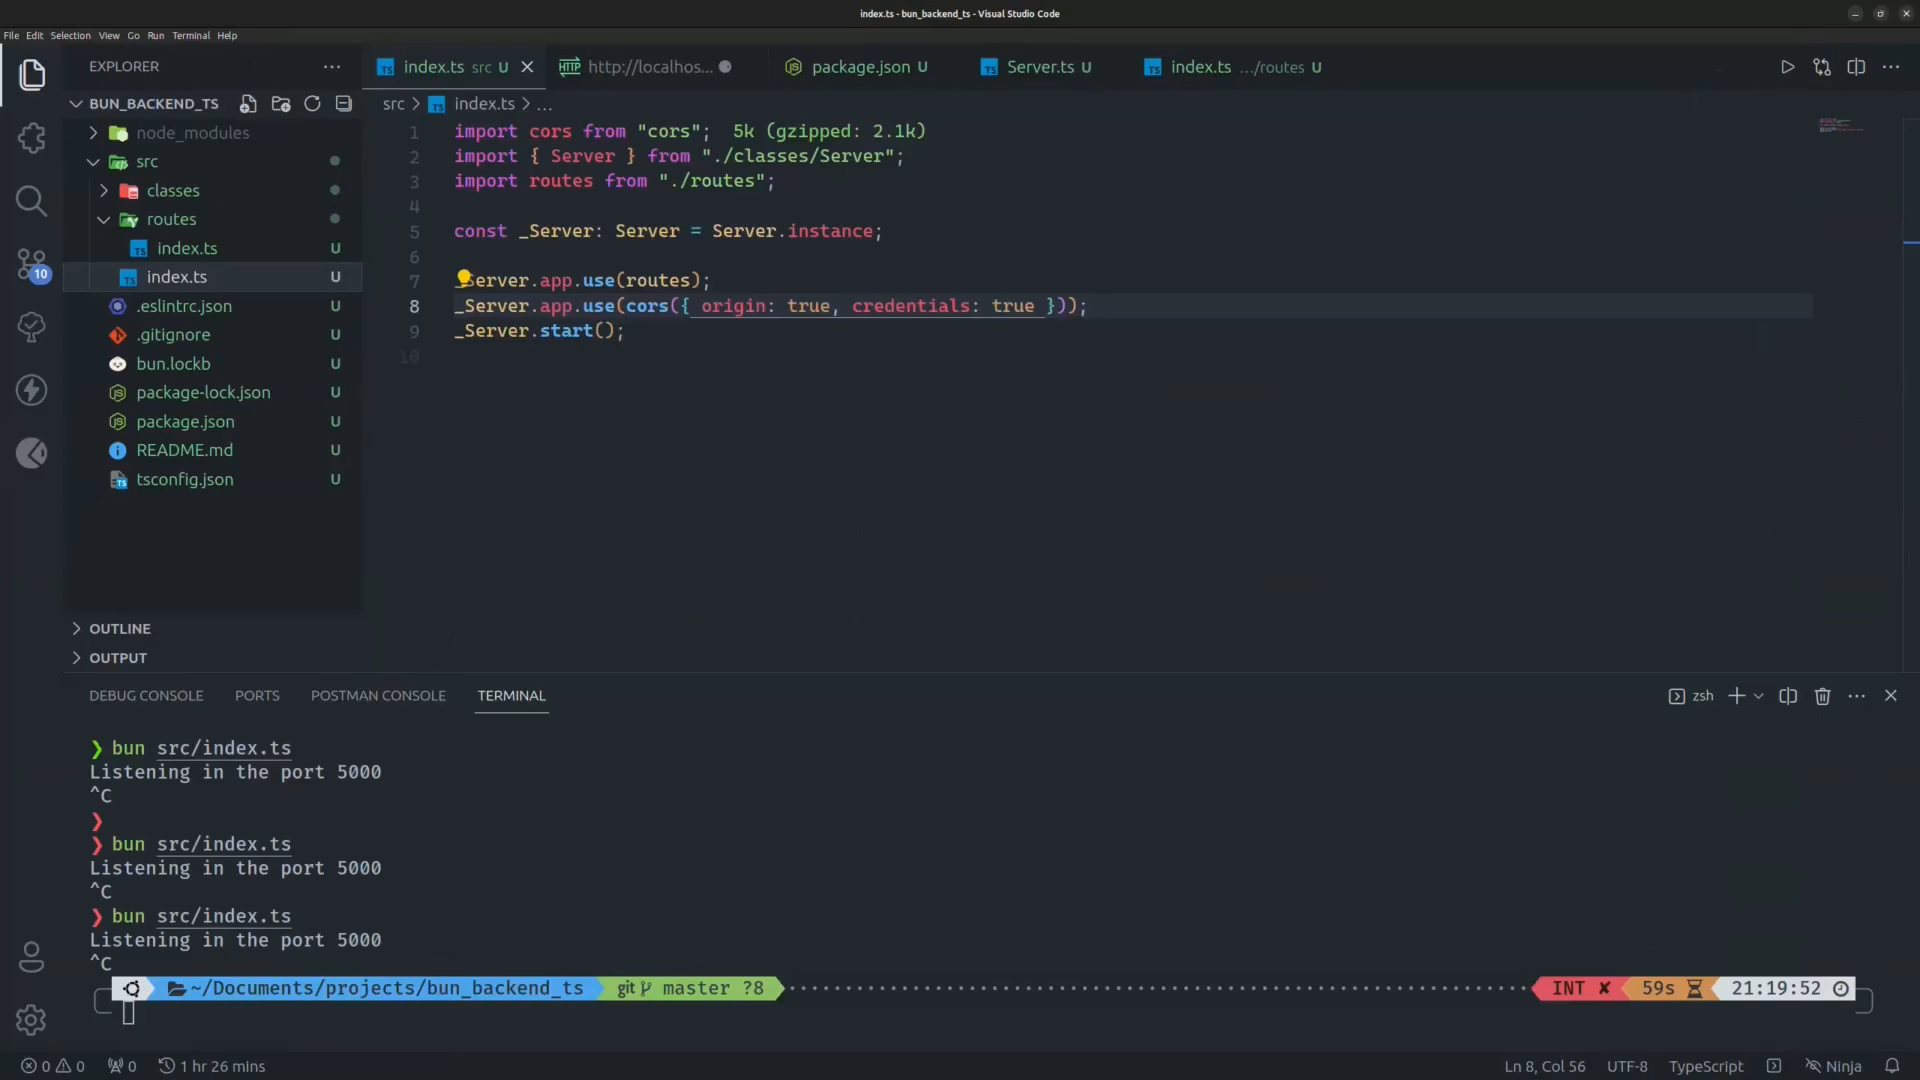 index.ts - bun_backend_ts - Visual Studio Code
File Edit Selection View Go Run Terminal Help
EXPLORER
index.ts src U
http://localhos...
package.json U
Server.ts U
index.ts .../routes U
BUN_BACKEND_TS
src > index.ts > ...
node_modules
src
classes
routes
index.ts U
index.ts U
.eslintrc.json U
.gitignore U
bun.lockb U
package-lock.json U
package.json U
README.md U
tsconfig.json U
10
OUTLINE
OUTPUT
1 import cors from "cors"; 5k (gzipped: 2.1k)
2 import { Server } from "./classes/Server";
3 import routes from "./routes";
4
5 const _Server: Server = Server.instance;
6
7 _Server.app.use(routes);
8 _Server.app.use(cors({ origin: true, credentials: true }));
9 _Server.start();
10
DEBUG CONSOLE PORTS POSTMAN CONSOLE TERMINAL
zsh
❯ bun src/index.ts
Listening in the port 5000
^C
❯
❯ bun src/index.ts
Listening in the port 5000
^C
❯ bun src/index.ts
Listening in the port 5000
^C
~/Documents/projects/bun_backend_ts git master ?8 INT ✘ 59s 21:19:52
0 0 0 1 hr 26 mins Ln 8, Col 56 UTF-8 TypeScript Ninja